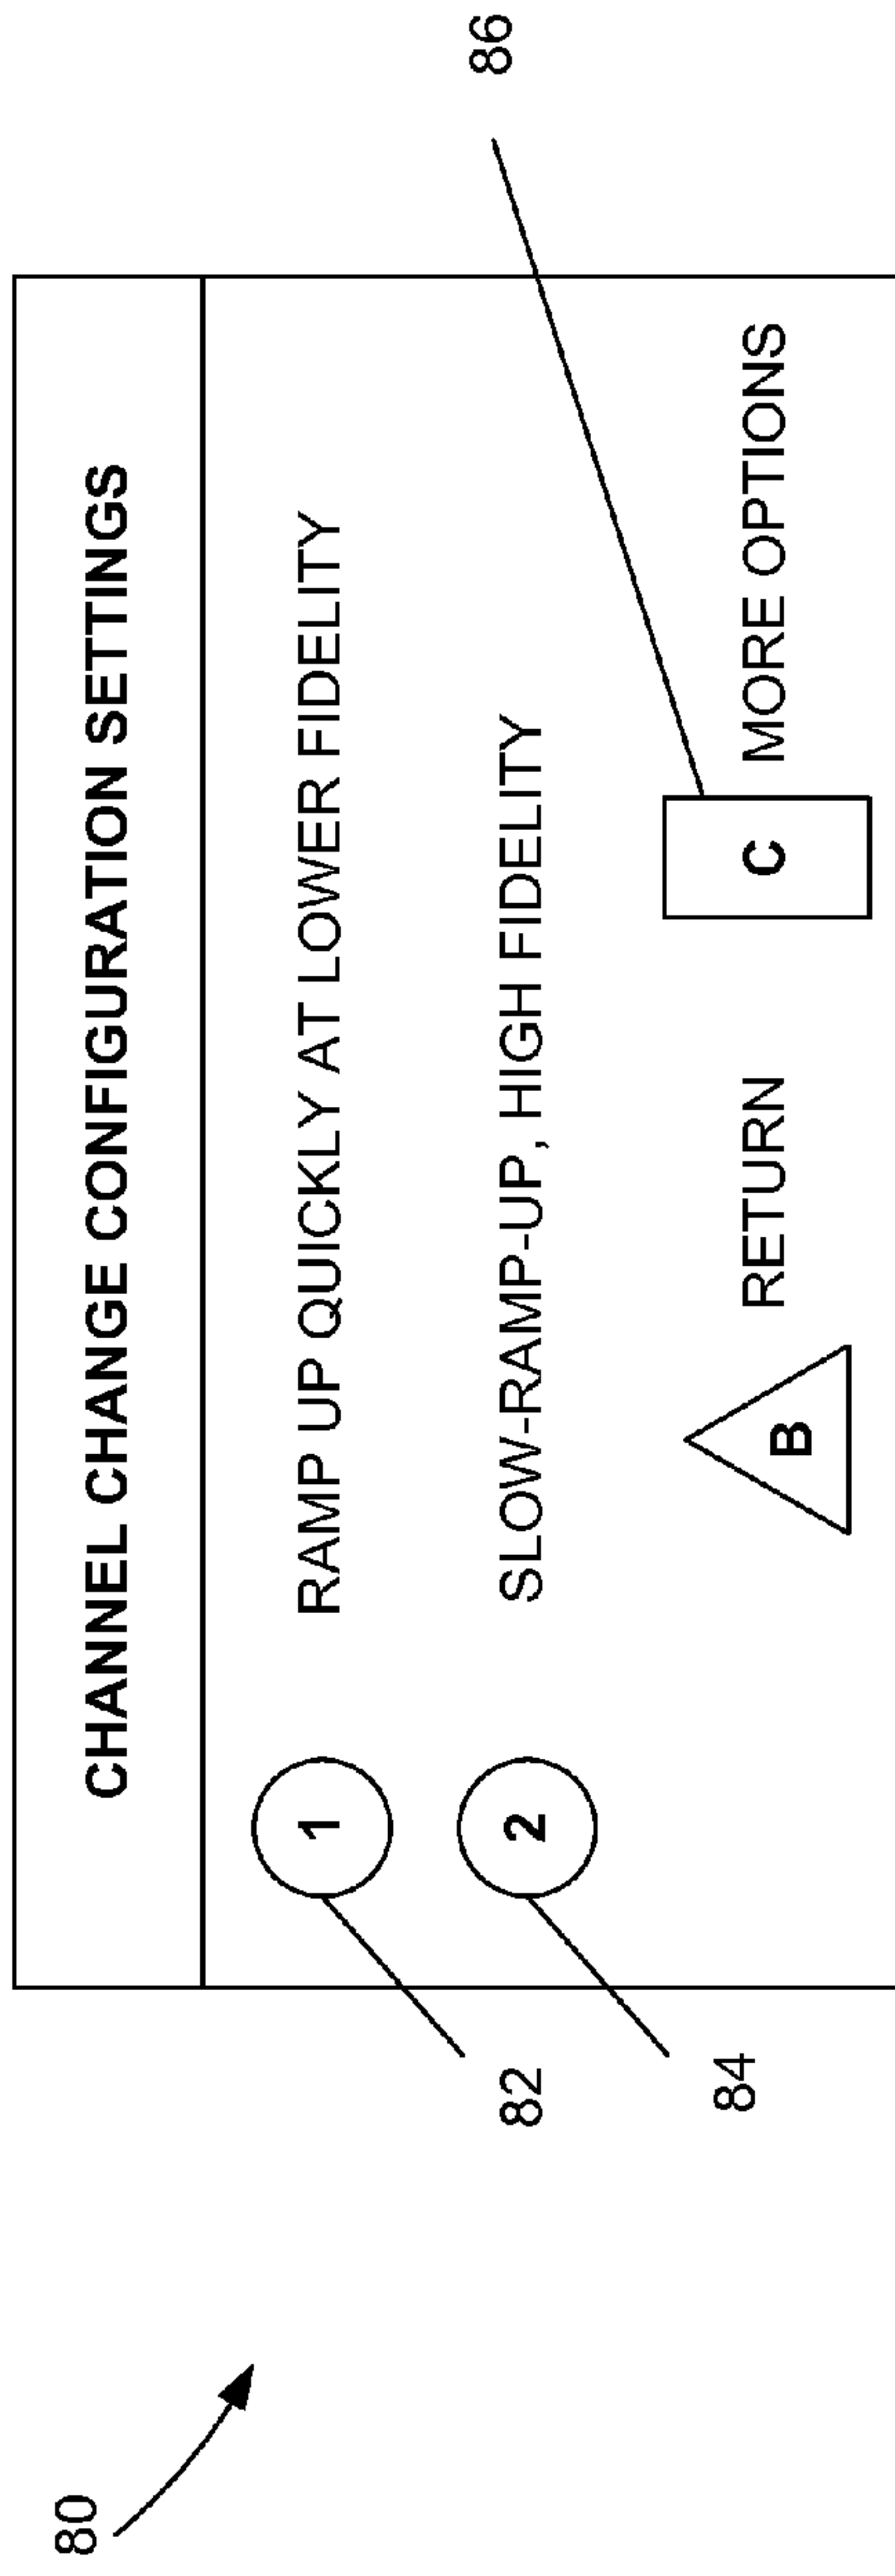 80
CHANNEL CHANGE CONFIGURATION SETTINGS
1 RAMP UP QUICKLY AT LOWER FIDELITY
82
2 SLOW-RAMP-UP, HIGH FIDELITY
84
86
B RETURN C MORE OPTIONS